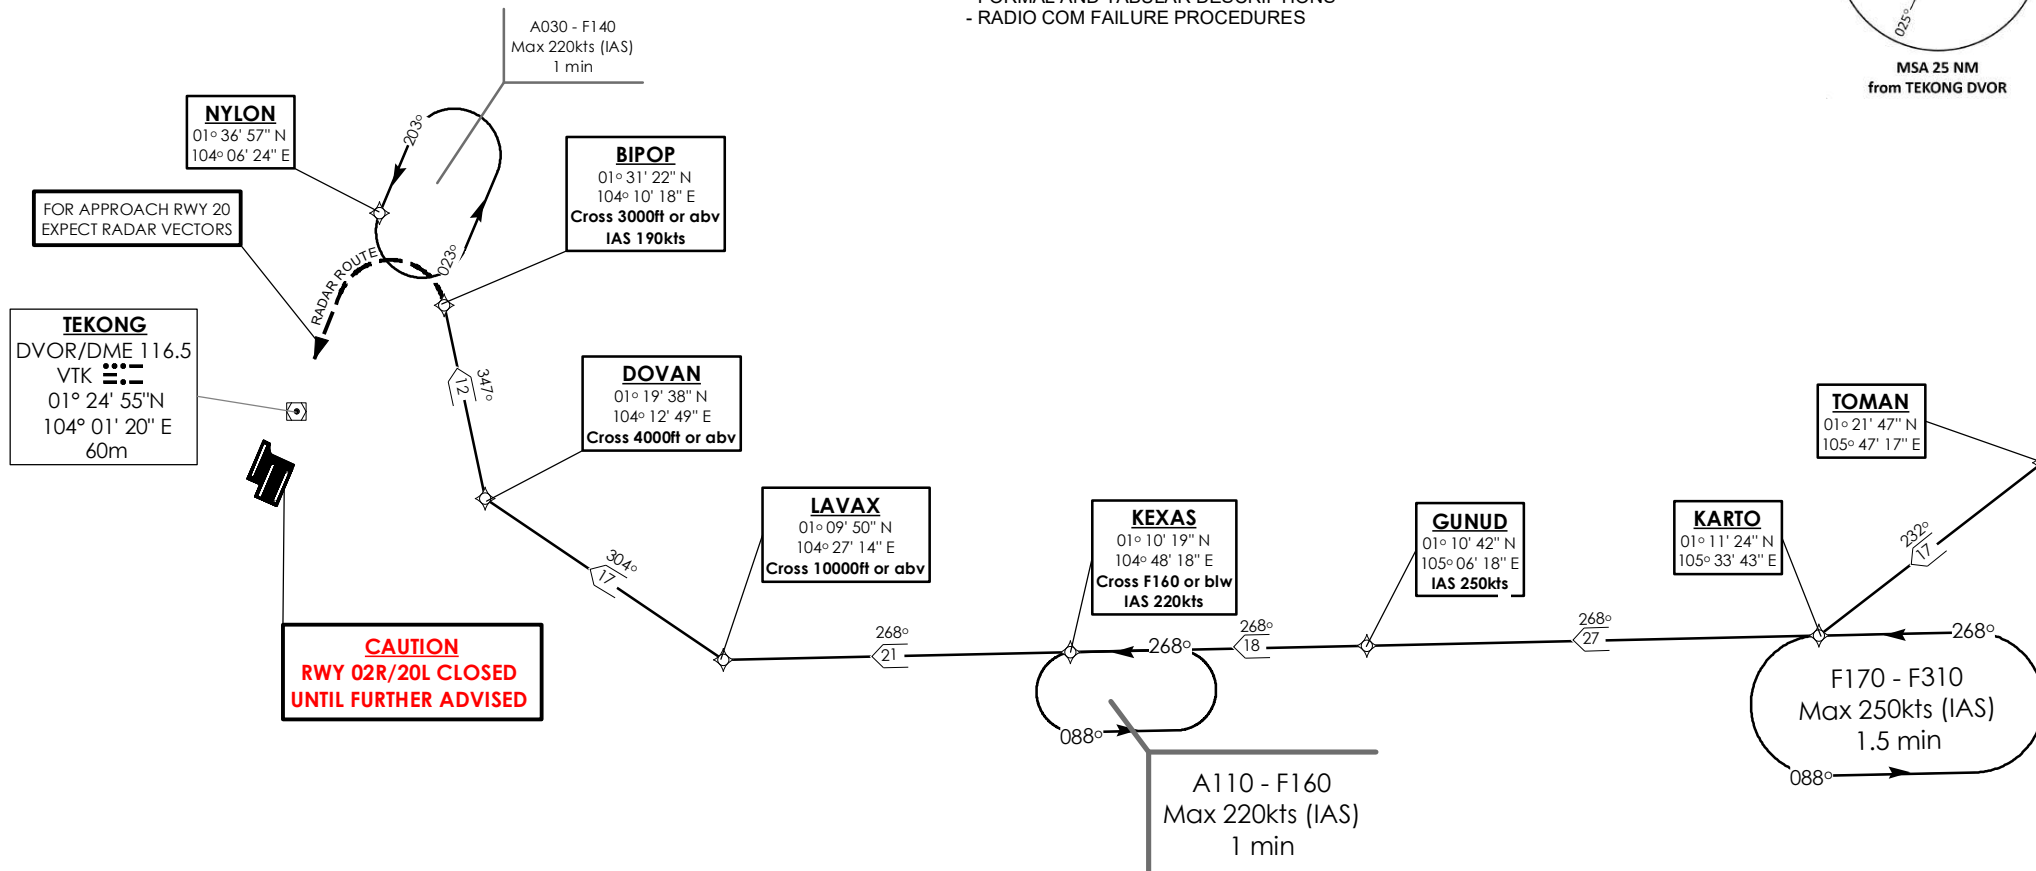 - RADIO COM FAILURE PROCEDURES
025°
MSA 25 NM
from TEKONG DVOR
A030 - F140
Max 220kts (IAS)
1 min
NYLON
01° 36' 57" N
104° 06' 24" E
203°
023°
BIPOP
01° 31' 22" N
104° 10' 18" E
Cross 3000ft or abv
IAS 190kts
FOR APPROACH RWY 20
EXPECT RADAR VECTORS
RADAR ROUTE
TEKONG
DVOR/DME 116.5
VTK
01° 24' 55"N
104° 01' 20" E
60m
347°
12
DOVAN
01° 19' 38" N
104° 12' 49" E
Cross 4000ft or abv
304°
17
LAVAX
01° 09' 50" N
104° 27' 14" E
Cross 10000ft or abv
268°
21
KEXAS
01° 10' 19" N
104° 48' 18" E
Cross F160 or blw
IAS 220kts
268°
088°
268°
18
GUNUD
01° 10' 42" N
105° 06' 18" E
IAS 250kts
268°
27
KARTO
01° 11' 24" N
105° 33' 43" E
TOMAN
01° 21' 47" N
105° 47' 17" E
232°
17
268°
F170 - F310
Max 250kts (IAS)
1.5 min
088°
A110 - F160
Max 220kts (IAS)
1 min
CAUTION
RWY 02R/20L CLOSED
UNTIL FURTHER ADVISED